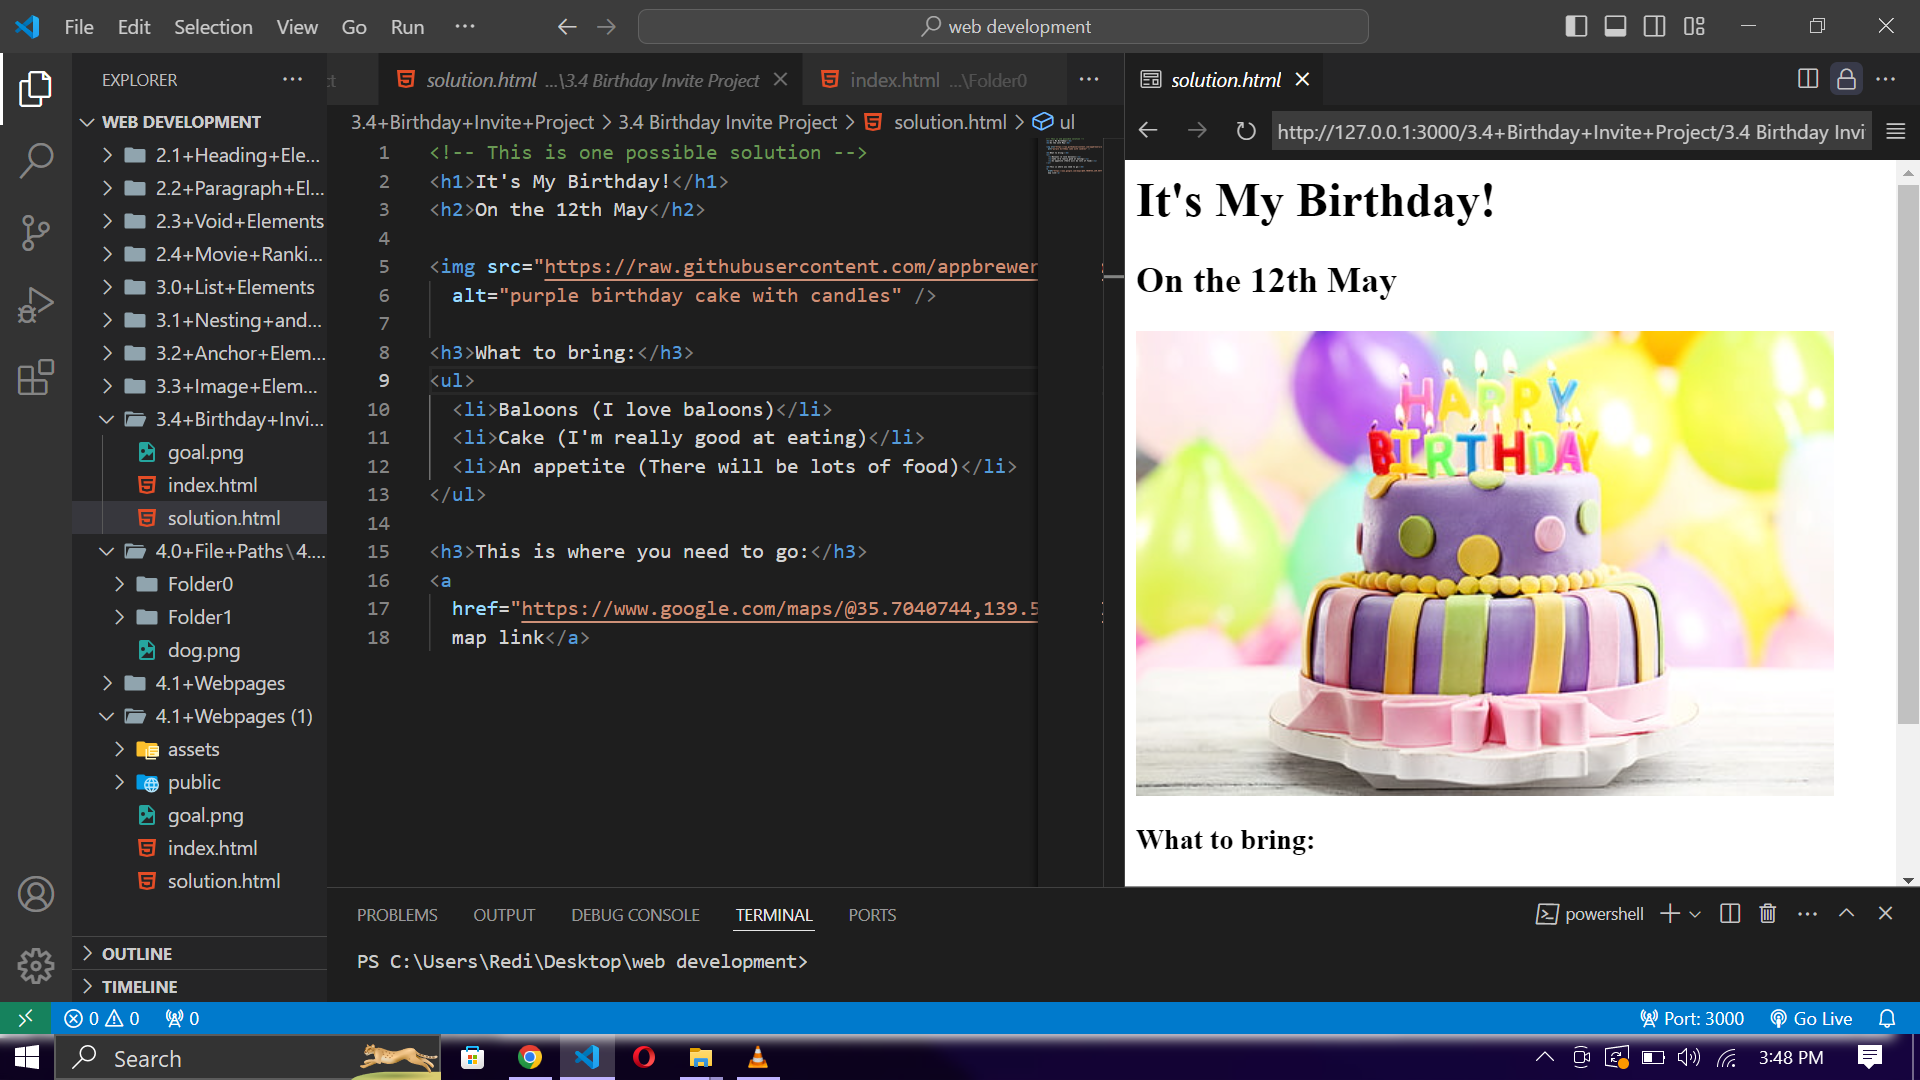 File Edit Selection View Go Run ··· web development
EXPLORER ···
WEB DEVELOPMENT
2.1+Heading+Ele...
2.2+Paragraph+El...
2.3+Void+Elements
2.4+Movie+Ranki...
3.0+List+Elements
3.1+Nesting+and...
3.2+Anchor+Elem...
3.3+Image+Elem...
3.4+Birthday+Invi...
goal.png
index.html
solution.html
4.0+File+Paths\4....
Folder0
Folder1
dog.png
4.1+Webpages
4.1+Webpages (1)
assets
public
goal.png
index.html
solution.html
OUTLINE
TIMELINE
solution.html ...\3.4 Birthday Invite Project
index.html ...\Folder0
3.4+Birthday+Invite+Project > 3.4 Birthday Invite Project > solution.html > ul
1 <!-- This is one possible solution -->
2 <h1>It's My Birthday!</h1>
3 <h2>On the 12th May</h2>
4
5 <img src="https://raw.githubusercontent.com/appbrewer
6 alt="purple birthday cake with candles" />
7
8 <h3>What to bring:</h3>
9 <ul>
10 <li>Baloons (I love baloons)</li>
11 <li>Cake (I'm really good at eating)</li>
12 <li>An appetite (There will be lots of food)</li>
13 </ul>
14
15 <h3>This is where you need to go:</h3>
16 <a
17 href="https://www.google.com/maps/@35.7040744,139.5
18 map link</a>
solution.html
http://127.0.0.1:3000/3.4+Birthday+Invite+Project/3.4 Birthday Invi
It's My Birthday!
On the 12th May
HAPPY
BIRTHDAY
What to bring:
PROBLEMS OUTPUT DEBUG CONSOLE TERMINAL PORTS
powershell
PS C:\Users\Redi\Desktop\web development>
0 0 0
Port: 3000 Go Live
Search
3:48 PM